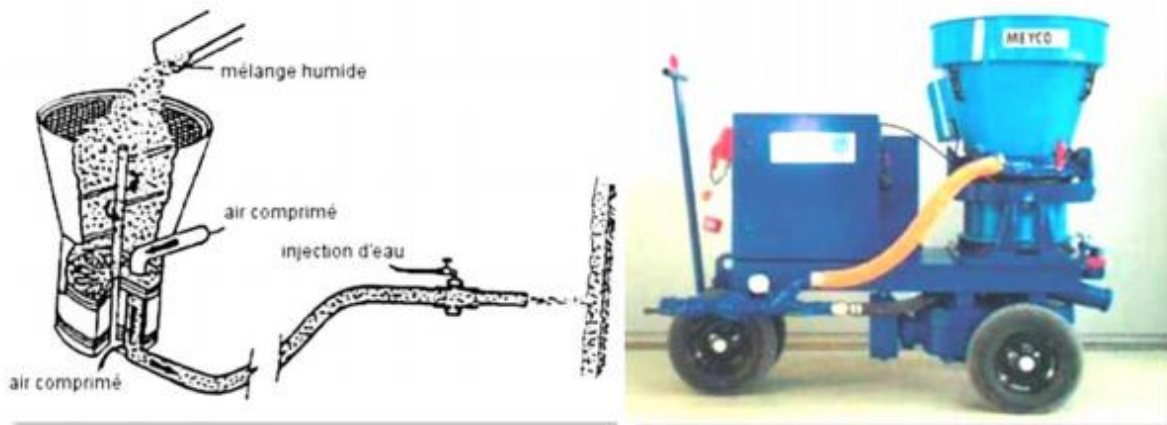 mélange humide
air comprimé
injection d'eau
air comprimé
MEYCO